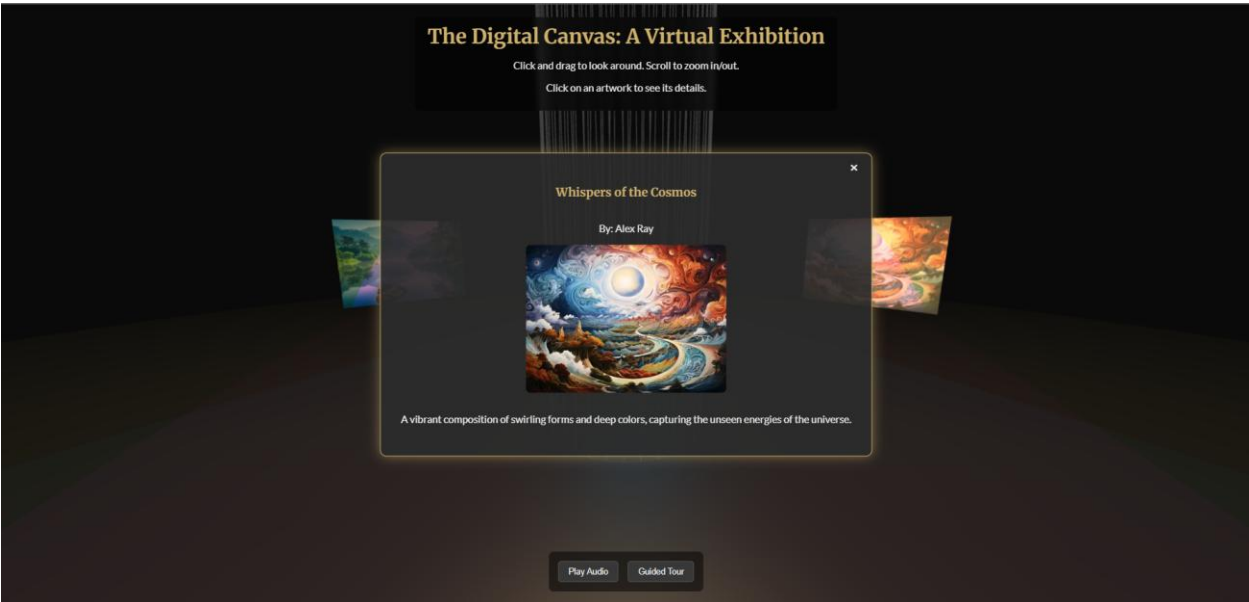 The Digital Canvas: A Virtual Exhibition
Click and drag to look around. Scroll to zoom in/out.
Click on an artwork to see its details.
×
Whispers of the Cosmos
By: Alex Ray
A vibrant composition of swirling forms and deep colors, capturing the unseen energies of the universe.
Play Audio Guided Tour